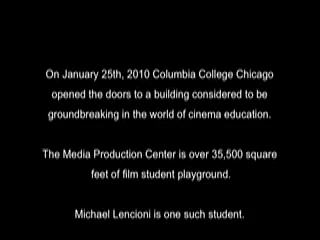 On January 25th, 2010 Columbia College Chicago
opened the doors to a building considered to be
groundbreaking in the world of cinema education.
The Media Production Center is over 35,500 square
feet of film student playground.
Michael Lencioni is one such student.